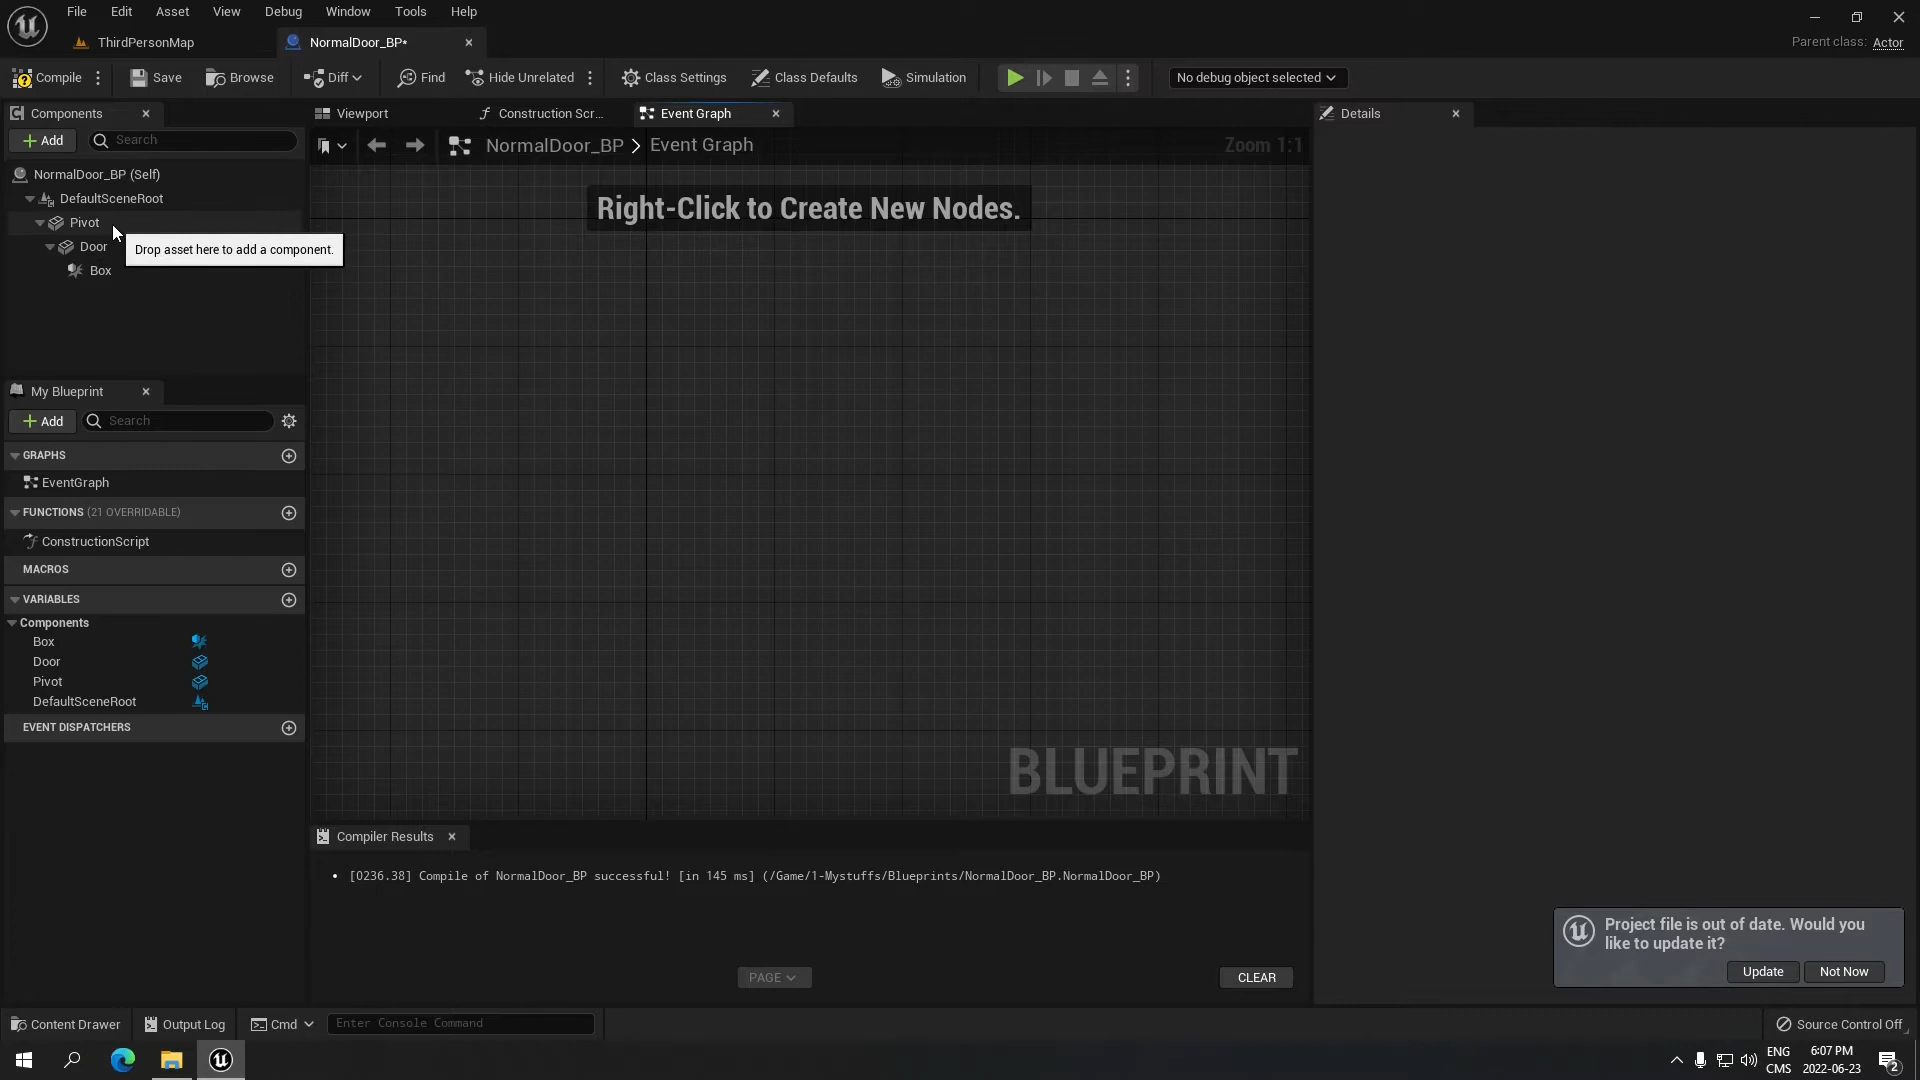 File Edit Asset View Debug Window Tools Help
ThirdPersonMap NormalDoor_BP* Parent class: Actor
Compile Save Browse Diff Find Hide Unrelated Class Settings Class Defaults Simulation No debug object selected
Components Viewport Construction Scr... Event Graph Details
Add Search NormalDoor_BP > Event Graph Zoom 1:1
NormalDoor_BP (Self)
DefaultSceneRoot
Right-Click to Create New Nodes.
Pivot
Door Drop asset here to add a component.
Box
My Blueprint
Add Search
GRAPHS
EventGraph
FUNCTIONS (21 OVERRIDABLE)
ConstructionScript
MACROS
VARIABLES
Components
Box
Door
Pivot
DefaultSceneRoot
EVENT DISPATCHERS
BLUEPRINT
Compiler Results
• [0236.38] Compile of NormalDoor_BP successful! [in 145 ms] (/Game/1-Mystuffs/Blueprints/NormalDoor_BP.NormalDoor_BP)
Project file is out of date. Would you
like to update it?
Update Not Now
PAGE CLEAR
Content Drawer Output Log Cmd Enter Console Command Source Control Off
ENG 6:07 PM
CMS 2022-06-23 2